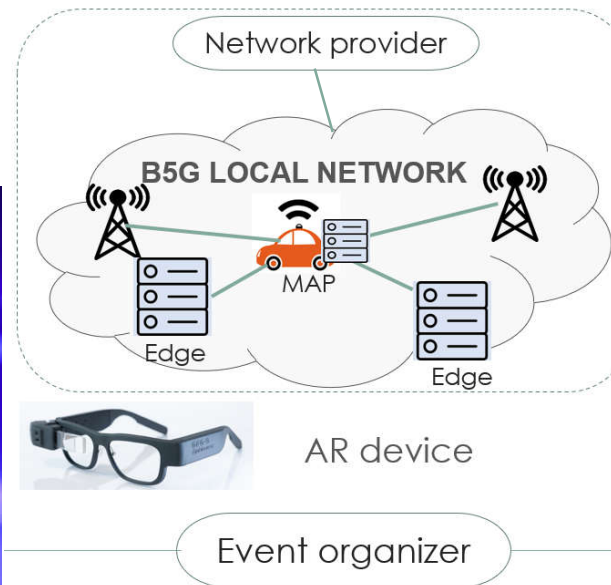 Network provider
B5G LOCAL NETWORK
MAP
Edge
Edge
AR device
Event organizer